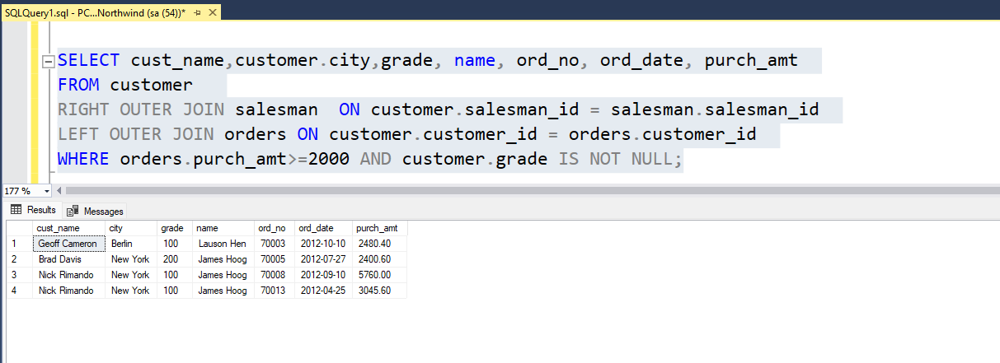 SQLQuery1.sql - PC...Northwind (sa (54))*
SELECT cust_name,customer.city,grade, name, ord_no, ord_date, purch_amt
FROM customer
RIGHT OUTER JOIN salesman  ON customer.salesman_id = salesman.salesman_id
LEFT OUTER JOIN orders ON customer.customer_id = orders.customer_id
WHERE orders.purch_amt>=2000 AND customer.grade IS NOT NULL;
177 %
Results Messages
cust_name city grade name ord_no ord_date purch_amt
1 Geoff Cameron Berlin 100 Lauson Hen 70003 2012-10-10 2480.40
2 Brad Davis New York 200 James Hoog 70005 2012-07-27 2400.60
3 Nick Rimando New York 100 James Hoog 70008 2012-09-10 5760.00
4 Nick Rimando New York 100 James Hoog 70013 2012-04-25 3045.60